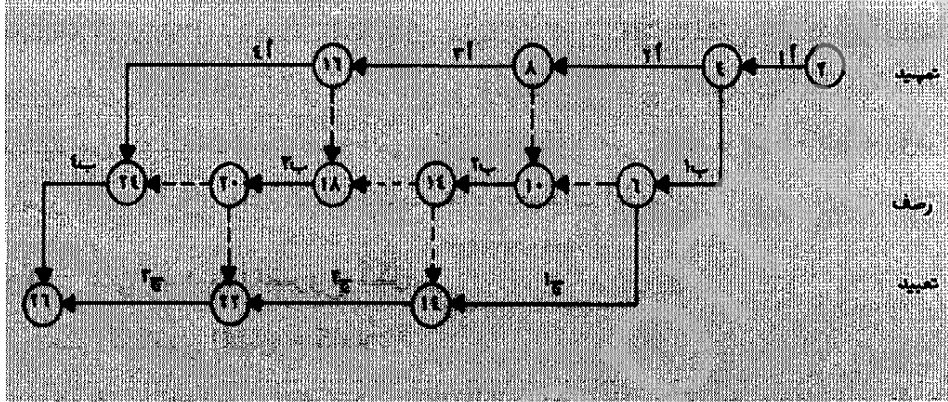 أ١ أ٢ أ٣ أ٤
تمهيد ٢ ٤ ٨ ١٦
ب١ ب٢ ب٣ ب٤
رصف ٦ ١٠ ١٤ ١٨ ٢٠ ٢٤
ج١ ج٢ ج٣
تعبيد ١٤ ٢٢ ٢٦